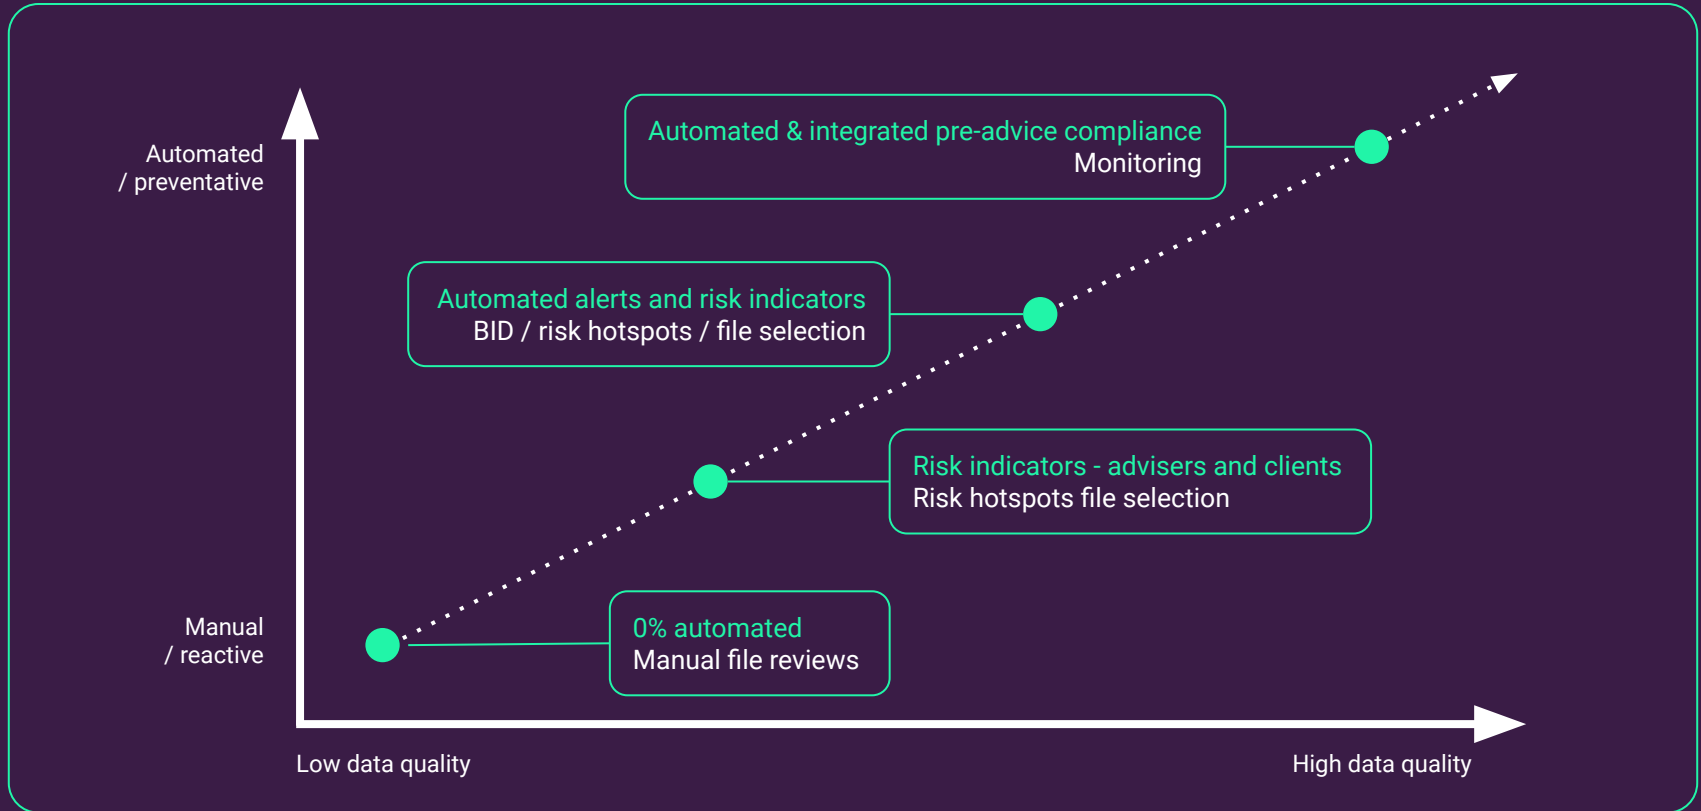 Automated
/ preventative
Automated & integrated pre-advice compliance
Monitoring
Automated alerts and risk indicators
BID / risk hotspots / file selection
Risk indicators - advisers and clients
Risk hotspots file selection
Manual
/ reactive
0% automated
Manual file reviews
Low data quality
High data quality